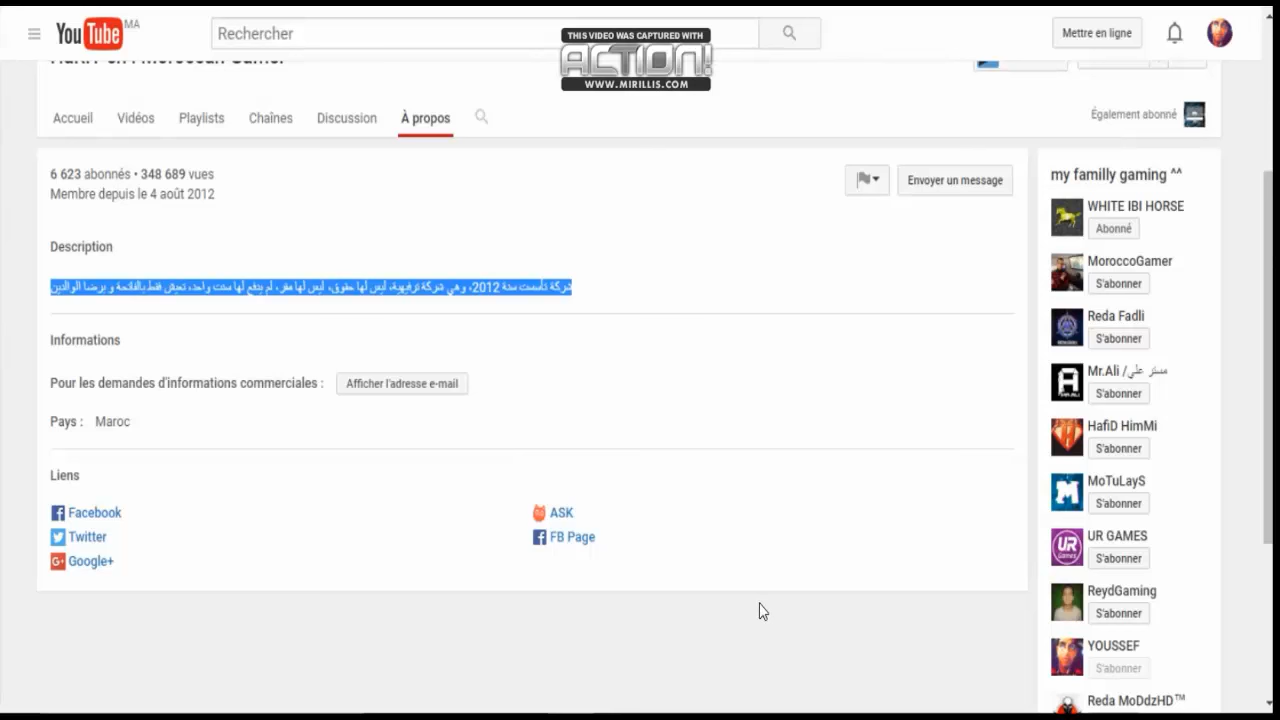 YouTube MA
Rechercher
Mettre en ligne
THIS VIDEO WAS CAPTURED WITH
ACTION!
WWW.MIRILLIS.COM
Moroccan Gamer
Accueil
Vidéos
Playlists
Chaînes
Discussion
À propos
Également abonné
6 623 abonnés • 348 689 vues
Membre depuis le 4 août 2012
Envoyer un message
Description
شركة تأسست سنة 2012، وهي شركة ترفيهية، ليس لها حقوق، ليس لها مقر، لم يدفع لها سنت واحد، تعيش فقط بالفاتحة و برضا الوالدين
Informations
Pour les demandes d'informations commerciales :
Afficher l'adresse e-mail
Pays : Maroc
Liens
Facebook
ASK
Twitter
FB Page
Google+
my familly gaming ^^
WHITE IBI HORSE
Abonné
MoroccoGamer
S'abonner
Reda Fadli
S'abonner
Mr.Ali /مستر علي
S'abonner
HafiD HimMi
S'abonner
MoTuLayS
S'abonner
UR GAMES
S'abonner
ReydGaming
S'abonner
YOUSSEF
S'abonner
Reda MoDdzHD™